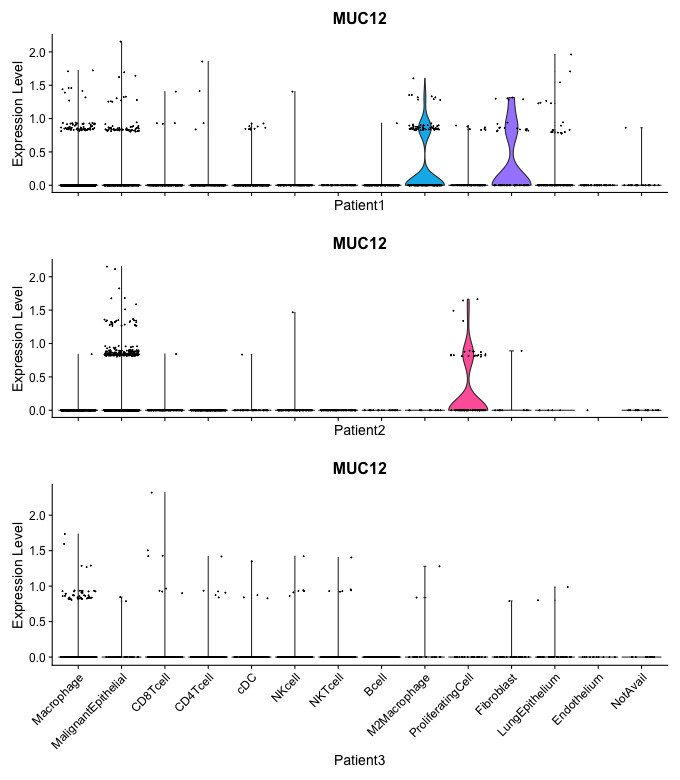 MUC12
Expression Level
2.0
1.5
1.0
0.5
0.0
Patient1
MUC12
Expression Level
2.0
1.5
1.0
0.5
0.0
Patient2
MUC12
Expression Level
2.0
1.5
1.0
0.5
0.0
Macrophage
MalignantEpithelial
CD8Tcell
CD4Tcell
cDC
NKcell
NKTcell
Bcell
M2Macrophage
ProliferatingCell
Fibroblast
LungEpithelium
Endothelium
NotAvail
Patient3